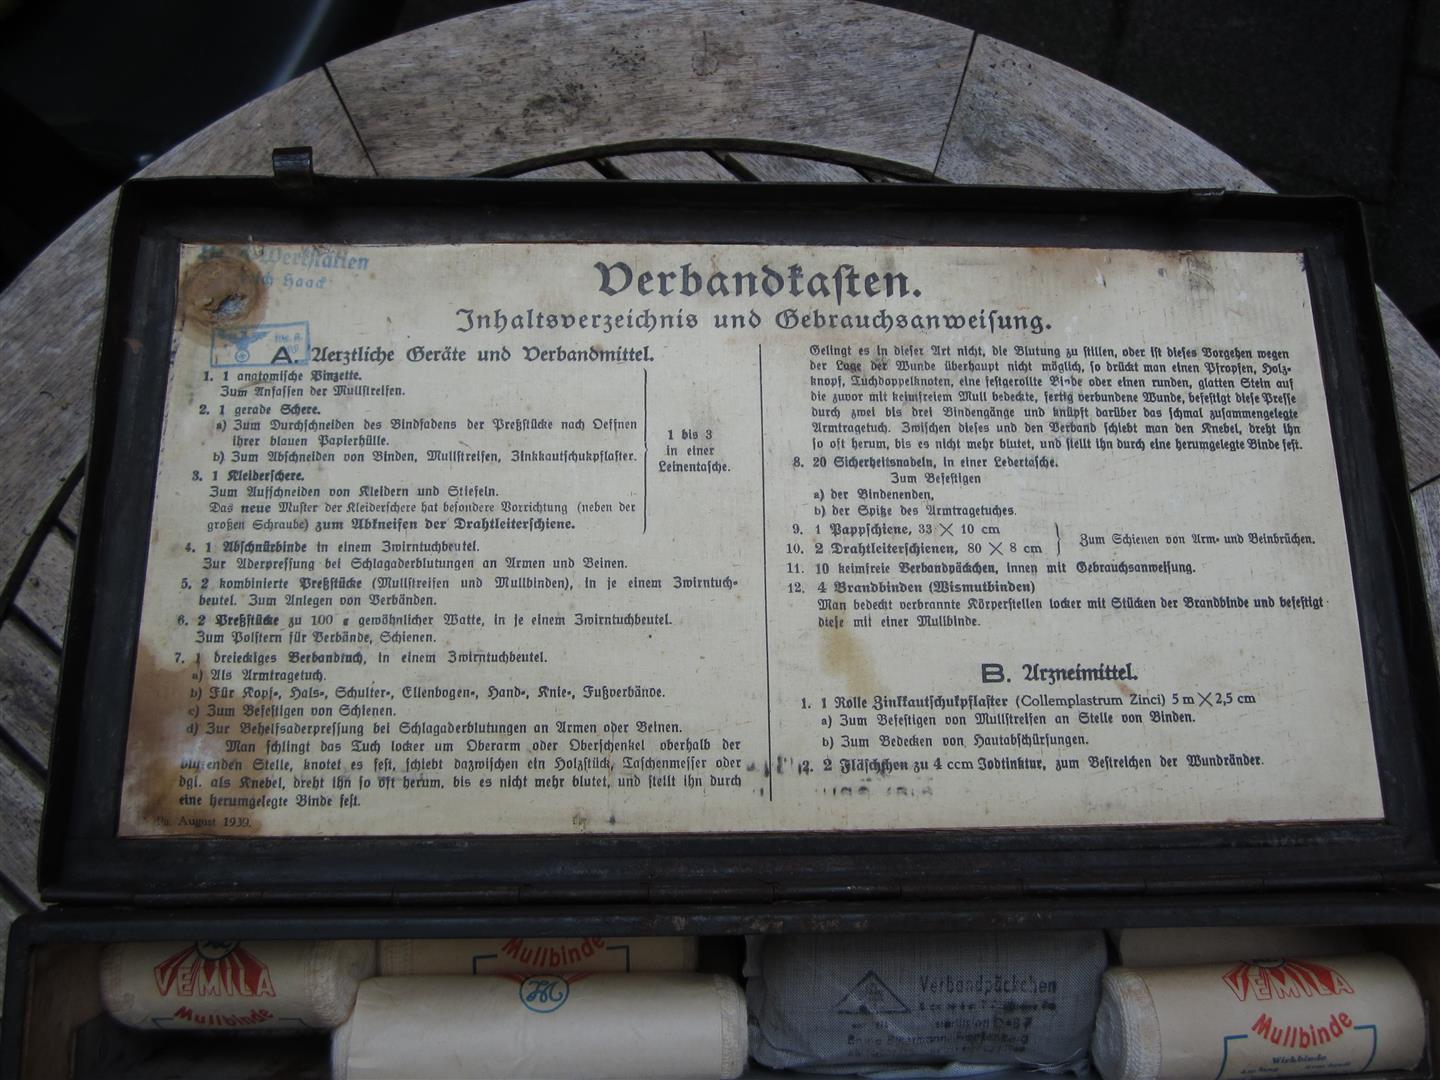 Werkstätten
Haack
Verbandkasten.
Inhaltsverzeichnis und Gebrauchsanweisung.
A. Aerztliche Geräte und Verbandmittel.
1. 1 anatomische Pinzette.
Zum Anfassen der Mullstreifen.
2. 1 gerade Schere.
a) Zum Durchschneiden des Bindfadens der Preßstücke nach Oeffnen
ihrer blauen Papierhülle.
b) Zum Abschneiden von Binden, Mullstreifen, Zinkkautschukpflaster.
3. 1 Kleiderschere.
Zum Aufschneiden von Kleidern und Stiefeln.
Das neue Muster der Kleiderschere hat besondere Vorrichtung (neben der
großen Schraube) zum Abkneifen der Drahtleiterschiene.
1 bis 3
in einer
Leinentasche.
4. 1 Abschnürbinde in einem Zwirntuchbeutel.
Zur Aderpressung bei Schlagaderblutungen an Armen und Beinen.
5. 2 kombinierte Preßstücke (Mullstreifen und Mullbinden), in je einem Zwirntuch-
beutel. Zum Anlegen von Verbänden.
6. 2 Preßstücke zu 100 g gewöhnlicher Watte, in je einem Zwirntuchbeutel.
Zum Polstern für Verbände, Schienen.
7. 1 dreieckiges Verbandtuch, in einem Zwirntuchbeutel.
a) Als Armtragetuch.
b) Für Kopf-, Hals-, Schulter-, Ellenbogen-, Hand-, Knie-, Fußverbände.
c) Zum Befestigen von Schienen.
d) Zur Behelfsaderpressung bei Schlagaderblutungen an Armen oder Beinen.
Man schlingt das Tuch locker um Oberarm oder Oberschenkel oberhalb der
blutenden Stelle, knotet es fest, schiebt dazwischen ein Holzstück, Taschenmesser oder
dgl. als Knebel, dreht ihn so oft herum, bis es nicht mehr blutet, und stellt ihn durch
eine herumgelegte Binde fest.
August 1939.
Gelingt es in dieser Art nicht, die Blutung zu stillen, oder ist dieses Vorgehen wegen
der Lage der Wunde überhaupt nicht möglich, so drückt man einen Pfropfen, Holz-
knopf, Tuchdoppelknoten, eine festgerollte Binde oder einen runden, glatten Stein auf
die zuvor mit keimfreiem Mull bedeckte, fertig verbundene Wunde, befestigt diese Presse
durch zwei bis drei Bindengänge und knüpft darüber das schmal zusammengelegte
Armtragetuch. Zwischen dieses und den Verband schiebt man den Knebel, dreht ihn
so oft herum, bis es nicht mehr blutet, und stellt ihn durch eine herumgelegte Binde fest.
8. 20 Sicherheitsnadeln, in einer Ledertasche.
Zum Befestigen
a) der Bindenenden,
b) der Spitze des Armtragetuches.
9. 1 Pappschiene, 33 × 10 cm
10. 2 Drahtleiterschienen, 80 × 8 cm
Zum Schienen von Arm- und Beinbrüchen.
11. 10 keimfreie Verbandpäckchen, innen mit Gebrauchsanweisung.
12. 4 Brandbinden (Wismutbinden)
Man bedeckt verbrannte Körperstellen locker mit Stücken der Brandbinde und befestigt
diese mit einer Mullbinde.
B. Arzneimittel.
1. 1 Rolle Zinkkautschukpflaster (Collemplastrum Zinci) 5 m × 2,5 cm
a) Zum Befestigen von Mullstreifen an Stelle von Binden.
b) Zum Bedecken von Hautabschürfungen.
2. 2 Fläschchen zu 4 ccm Jodtinktur, zum Bestreichen der Wundränder.
VEMILA
Mullbinde
Mullbinde
Verbandpäckchen
VEMILA
Mullbinde
Wirkbinde